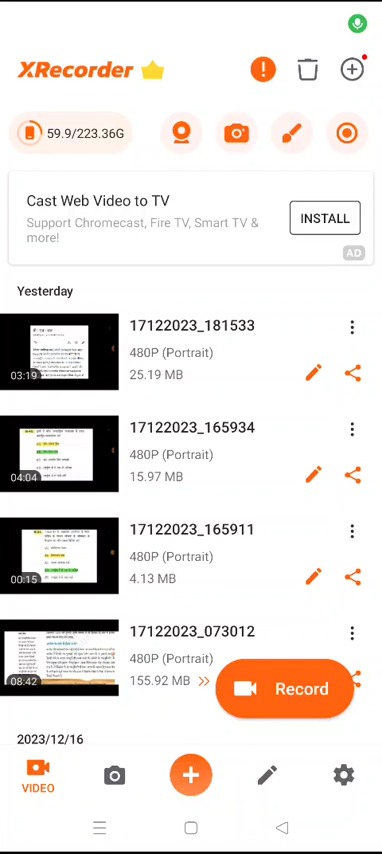 XRecorder
59.9/223.36G
Cast Web Video to TV
Support Chromecast, Fire TV, Smart TV &
more!
INSTALL
AD
Yesterday
17122023_181533
480P (Portrait)
25.19 MB
03:19
17122023_165934
480P (Portrait)
15.97 MB
04:04
17122023_165911
480P (Portrait)
4.13 MB
00:15
17122023_073012
480P (Portrait)
155.92 MB
08:42
Record
2023/12/16
VIDEO